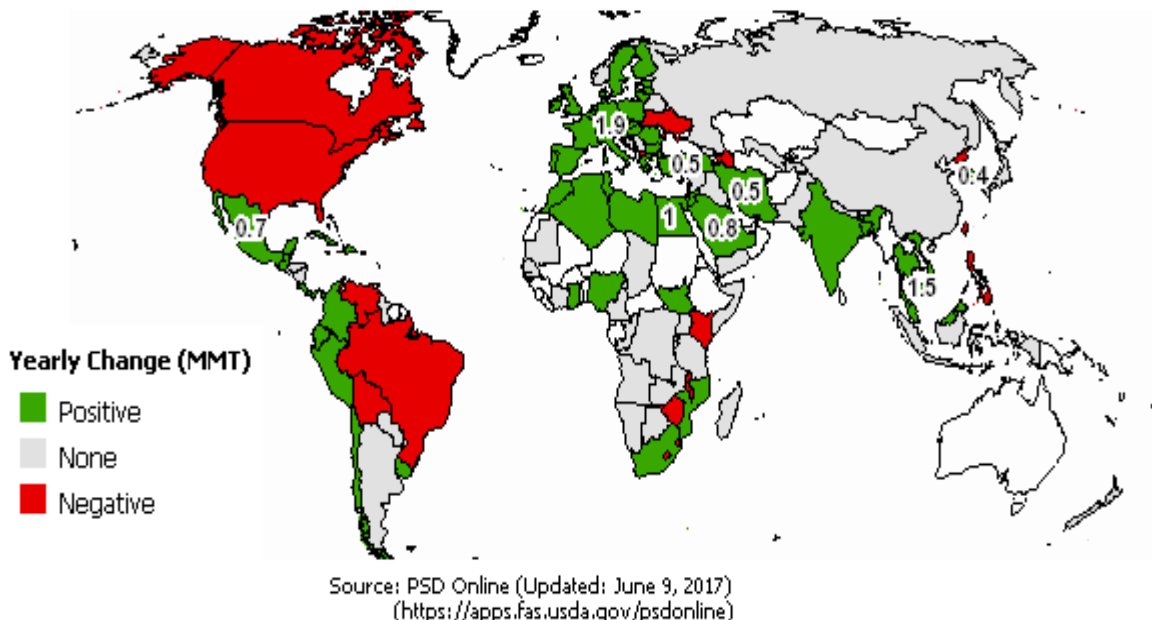 1.9
0.5
0.5
0.4
0.7
1
0.8
1.5
Yearly Change (MMT)
Positive
None
Negative
Source: PSD Online (Updated: June 9, 2017)
(https://apps.fas.usda.gov/psdonline)